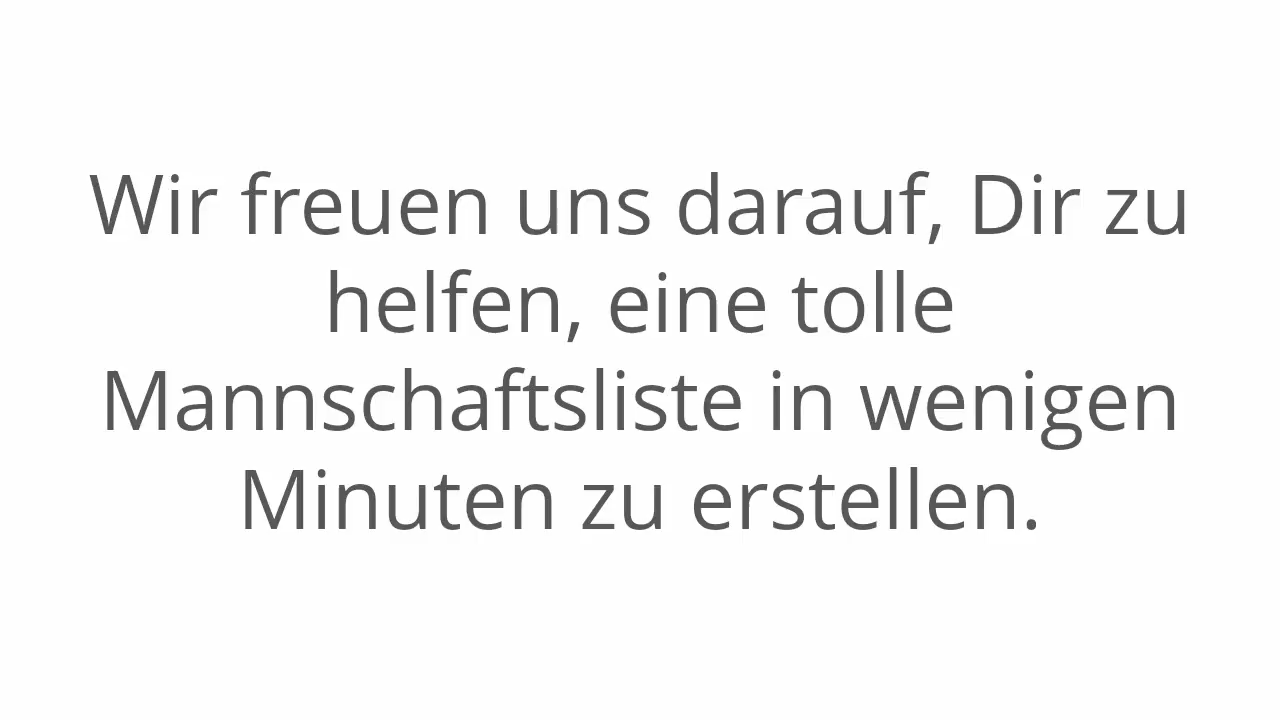 Wir freuen uns darauf, Dir zu
helfen, eine tolle
Mannschaftsliste in wenigen
Minuten zu erstellen.